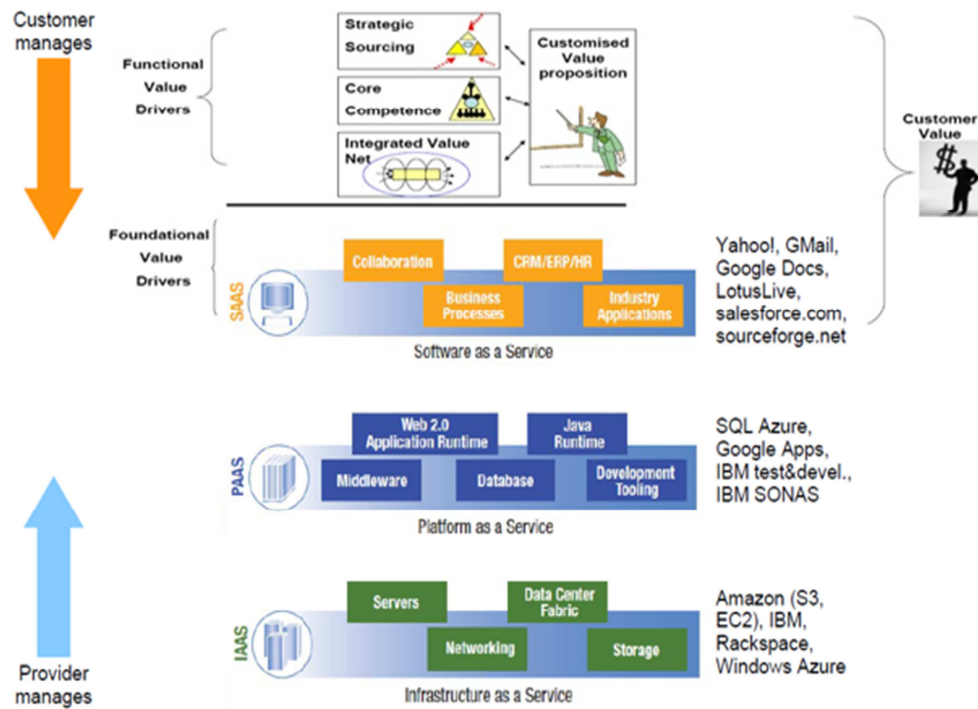 Customer
manages
Functional
Value
Drivers
Strategic
Sourcing
Core
Competence
Integrated Value
Net
Customised
Value
proposition
Customer
Value
Foundational
Value
Drivers
SAAS
Collaboration
CRM/ERP/HR
Business
Processes
Industry
Applications
Software as a Service
Yahoo!, GMail,
Google Docs,
LotusLive,
salesforce.com,
sourceforge.net
PAAS
Web 2.0
Application Runtime
Java
Runtime
Middleware
Database
Development
Tooling
Platform as a Service
SQL Azure,
Google Apps,
IBM test&devel.,
IBM SONAS
IAAS
Servers
Data Center
Fabric
Networking
Storage
Infrastructure as a Service
Amazon (S3,
EC2), IBM,
Rackspace,
Windows Azure
Provider
manages